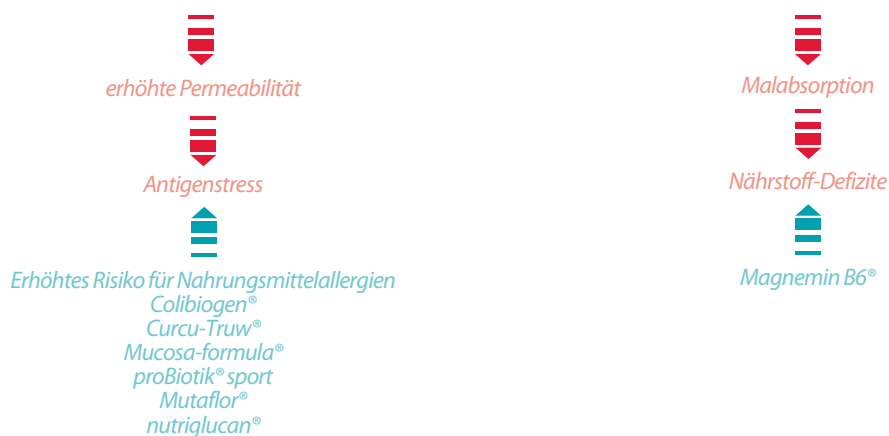 erhöhte Permeabilität
Antigenstress
Erhöhtes Risiko für Nahrungsmittelallergien
Colibiogen®
Curcu-Truw®
Mucosa-formula®
proBiotik® sport
Mutaflor®
nutriglucan®
Malabsorption
Nährstoff-Defizite
Magnemin B6®